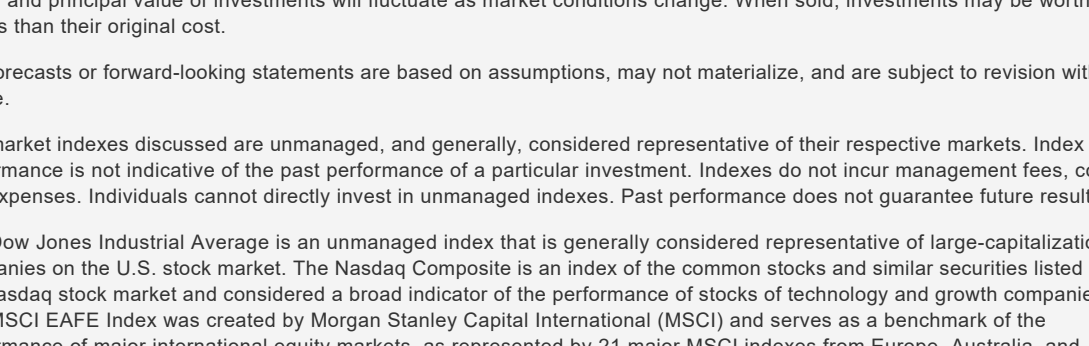 and principal value of investments will fluctuate as market conditions change. When sold, investments may be worth
s than their original cost.
orecasts or forward-looking statements are based on assumptions, may not materialize, and are subject to revision wit
e.
market indexes discussed are unmanaged, and generally, considered representative of their respective markets. Index
rmance is not indicative of the past performance of a particular investment. Indexes do not incur management fees, co
xpenses. Individuals cannot directly invest in unmanaged indexes. Past performance does not guarantee future result
Dow Jones Industrial Average is an unmanaged index that is generally considered representative of large-capitalizatio
anies on the U.S. stock market. The Nasdaq Composite is an index of the common stocks and similar securities listed
asdaq stock market and considered a broad indicator of the performance of stocks of technology and growth companie
MSCI EAFE Index was created by Morgan Stanley Capital International (MSCI) and serves as a benchmark of the
rmance of major international equity markets, as represented by 21 major MSCI indexes from Europe, Australia, and